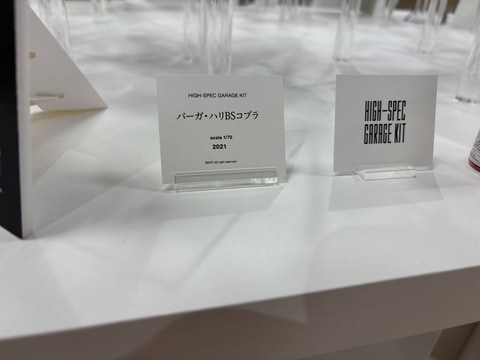 HIGH-SPEC GARAGE KIT
バーガ・ハリBSコブラ
scale 1/72
2021
HIGH-SPEC
GARAGE KIT